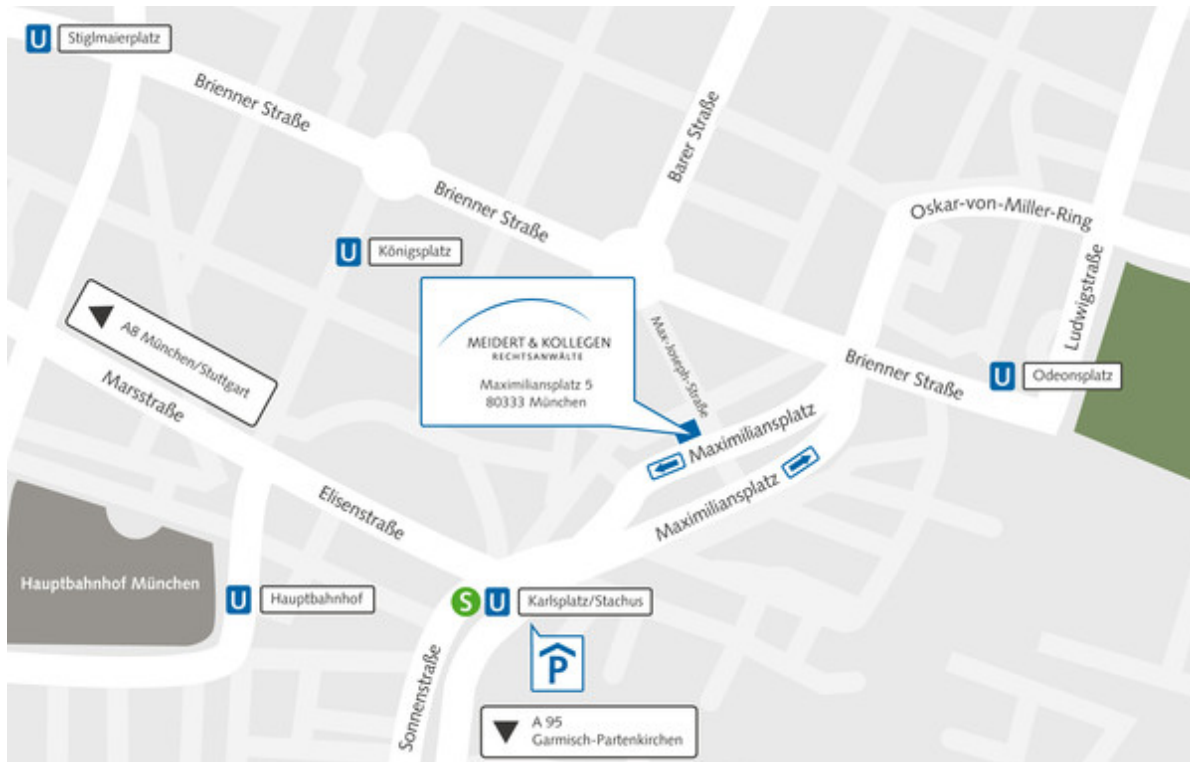 U Stiglmaierplatz
Brienner Straße
Brienner Straße
Barer Straße
Oskar-von-Miller-Ring
Ludwigstraße
U Königsplatz
A8 München/Stuttgart
MEIDERT & KOLLEGEN
RECHTSANWÄLTE
Maximiliansplatz 5
80333 München
Max-Joseph-Straße
Brienner Straße
U Odeonsplatz
Marsstraße
Maximiliansplatz
Maximiliansplatz
Elisenstraße
Hauptbahnhof München
U Hauptbahnhof
S U Karlsplatz/Stachus
P
Sonnenstraße
A 95
Garmisch-Partenkirchen